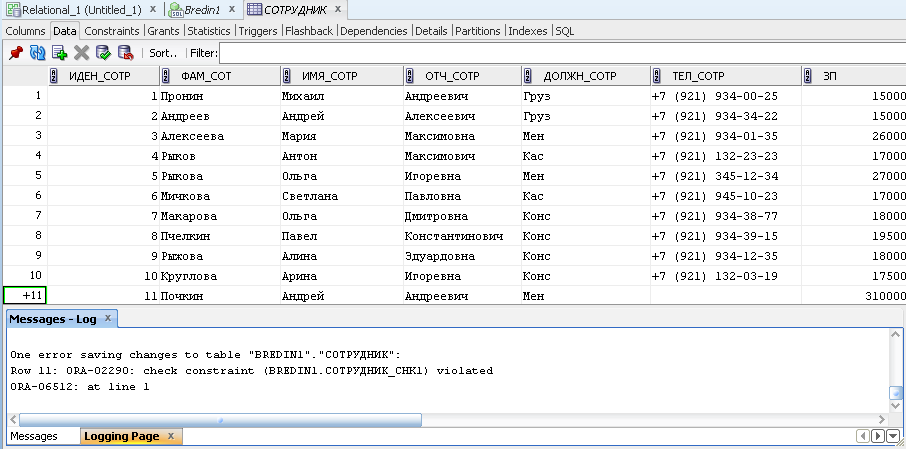 Relational_1 (Untitled_1) x Bredin1 x СОТРУДНИК x
Columns Data Constraints Grants Statistics Triggers Flashback Dependencies Details Partitions Indexes SQL
Sort.. Filter:
ИДЕН_СОТР ФАМ_СОТ ИМЯ_СОТР ОТЧ_СОТР ДОЛЖН_СОТР ТЕЛ_СОТР ЗП
1 1 Пронин Михаил Андреевич Груз +7 (921) 934-00-25 15000
2 2 Андреев Андрей Алексеевич Груз +7 (921) 934-34-22 15000
3 3 Алексеева Мария Максимовна Мен +7 (921) 934-01-35 26000
4 4 Рыков Антон Максимович Кас +7 (921) 132-23-23 17000
5 5 Рыкова Ольга Игоревна Мен +7 (921) 345-12-34 27000
6 6 Мичкова Светлана Павловна Кас +7 (921) 945-10-23 17000
7 7 Макарова Ольга Дмитровна Конс +7 (921) 934-38-77 18000
8 8 Пчелкин Павел Константинович Конс +7 (921) 934-39-15 19500
9 9 Рыжова Алина Эдуардовна Конс +7 (921) 934-12-35 18000
10 10 Круглова Арина Игоревна Конс +7 (921) 132-03-19 17500
+11 11 Почкин Андрей Андреевич Мен 310000
Messages - Log x
One error saving changes to table "BREDIN1"."СОТРУДНИК":
Row 11: ORA-02290: check constraint (BREDIN1.СОТРУДНИК_CHK1) violated
ORA-06512: at line 1
Messages Logging Page x